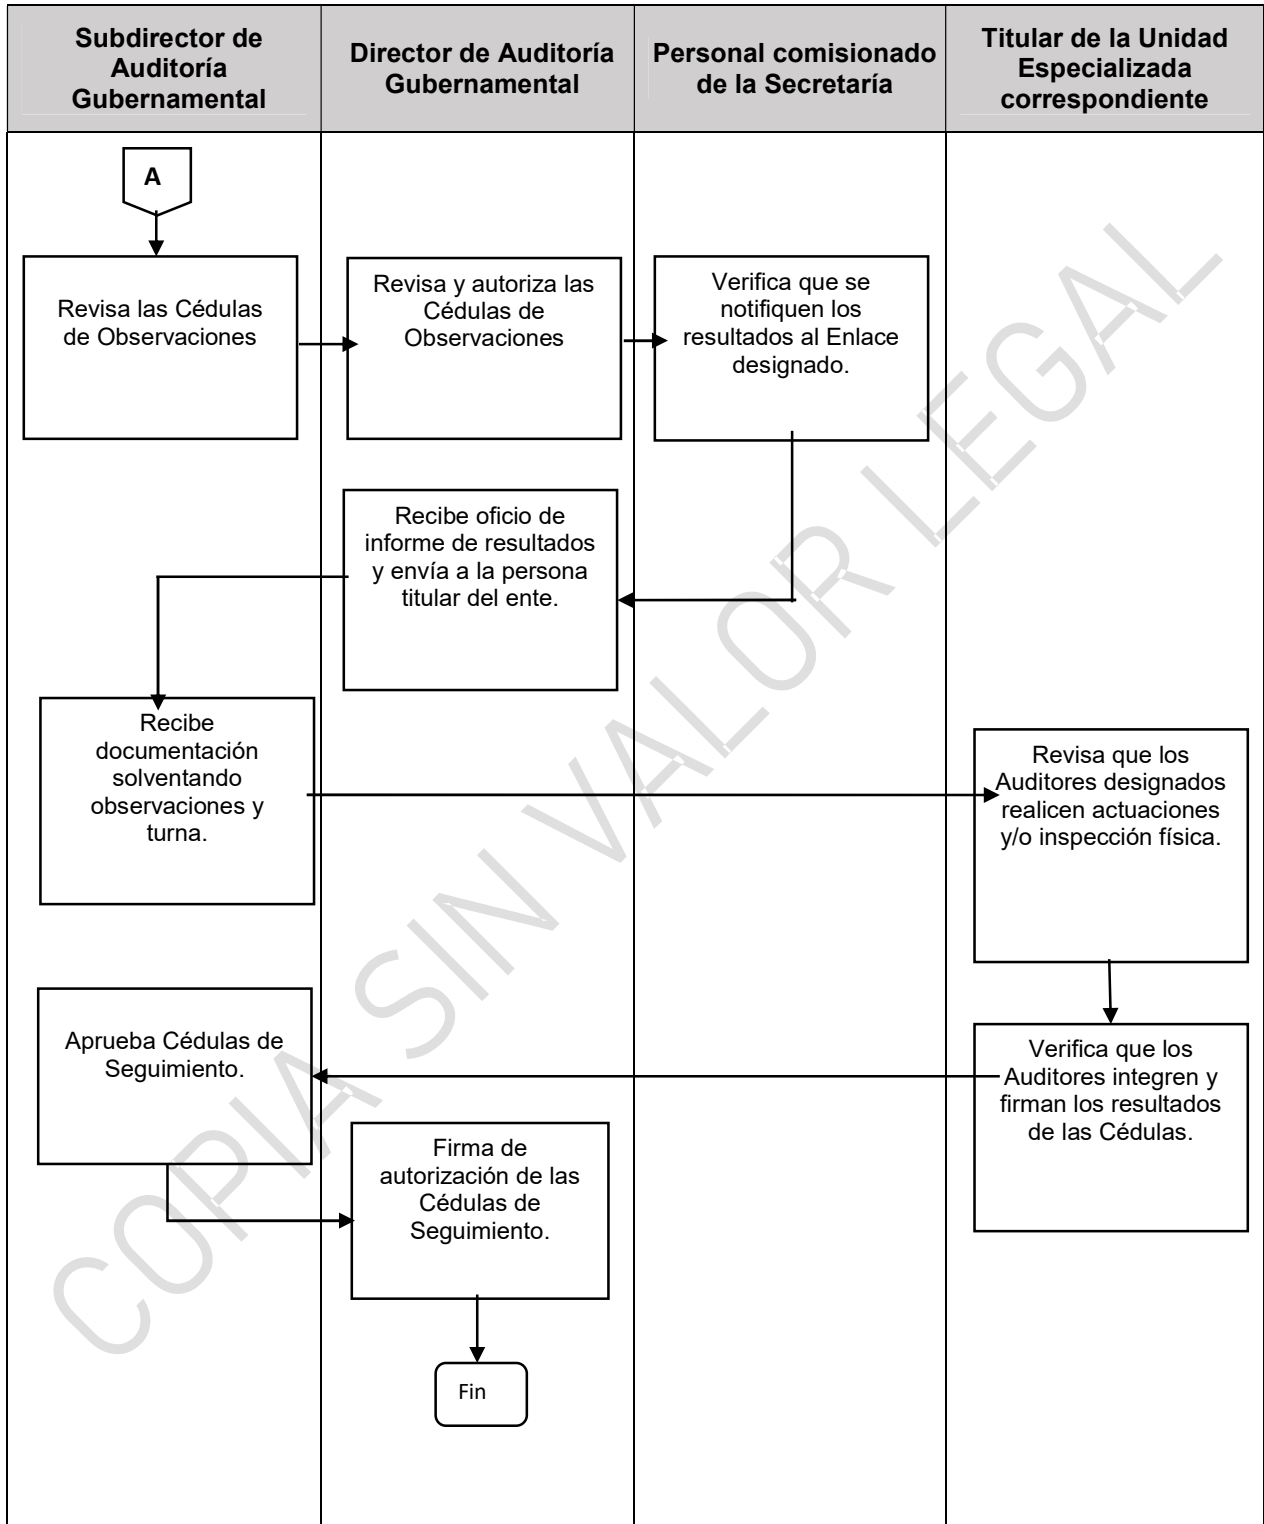 Subdirector de
Auditoría
Gubernamental
Director de Auditoría
Gubernamental
Personal comisionado
de la Secretaría
Titular de la Unidad
Especializada
correspondiente
A
Revisa las Cédulas
de Observaciones
Revisa y autoriza las
Cédulas de
Observaciones
Verifica que se
notifiquen los
resultados al Enlace
designado.
Recibe oficio de
informe de resultados
y envía a la persona
titular del ente.
Recibe
documentación
solventando
observaciones y
turna.
Revisa que los
Auditores designados
realicen actuaciones
y/o inspección física.
Verifica que los
Auditores integren y
firman los resultados
de las Cédulas.
Aprueba Cédulas de
Seguimiento.
Firma de
autorización de las
Cédulas de
Seguimiento.
Fin
COPIA SIN VALOR LEGAL